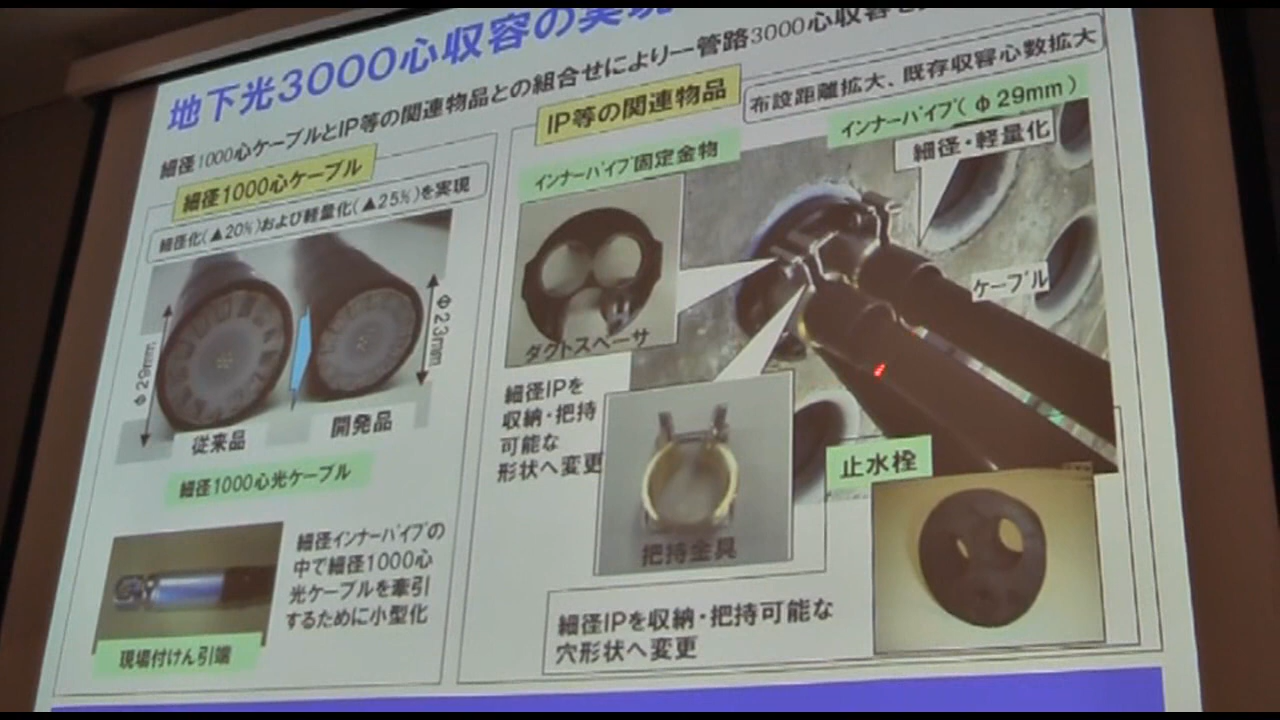 地下光3000心収容の実現
細径1000心ケーブルとIP等の関連物品との組合せにより一管路3000心収容
細径1000心ケーブル
細径化(▲20%)および軽量化(▲25%)を実現
Φ29mm
Φ23mm
従来品
開発品
細径1000心光ケーブル
細径インナーパイプの
中で細径1000心
光ケーブルを牽引
するために小型化
現場付けん引端
IP等の関連物品
布設距離拡大、既存収容心数拡大
インナーパイプ固定金物
インナーパイプ(Φ29mm)
細径・軽量化
ケーブル
ダクトスペーサ
細径IPを
収納・把持
可能な
形状へ変更
把持金具
止水栓
細径IPを収納・把持可能な
穴形状へ変更